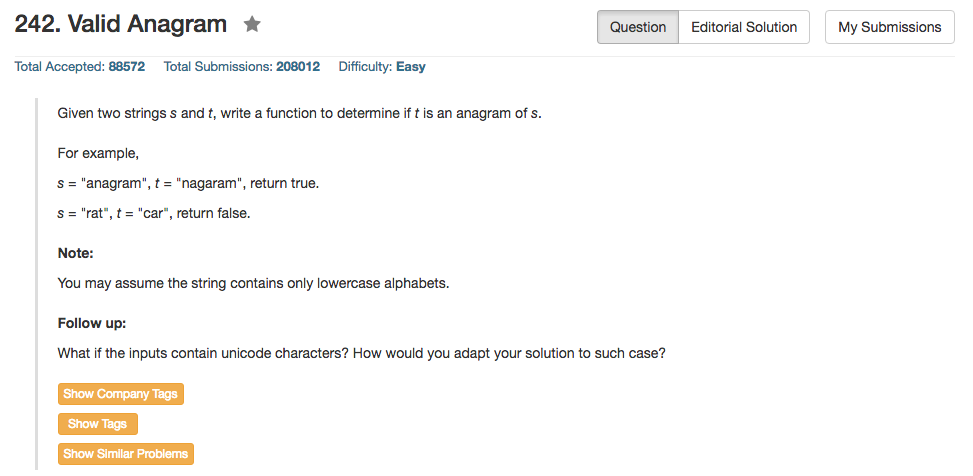 242. Valid Anagram
Question Editorial Solution My Submissions
Total Accepted: 88572 Total Submissions: 208012 Difficulty: Easy
Given two strings s and t, write a function to determine if t is an anagram of s.
For example,
s = "anagram", t = "nagaram", return true.
s = "rat", t = "car", return false.
Note:
You may assume the string contains only lowercase alphabets.
Follow up:
What if the inputs contain unicode characters? How would you adapt your solution to such case?
Show Company Tags
Show Tags
Show Similar Problems